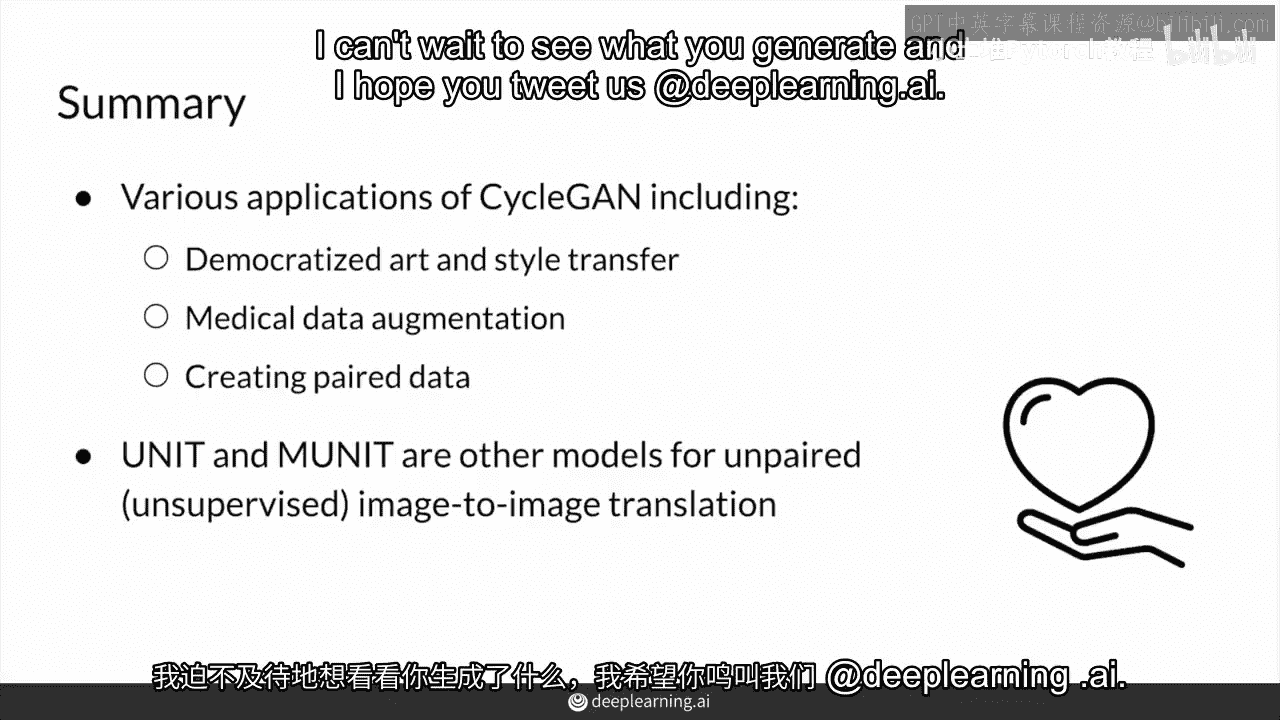 GPT中英字幕课程资源@bilibili.com
I can't wait to see what you generate and
bilibili
I hope you tweet us @deeplearning.ai.
Summary
● Various applications of CycleGAN including:
○ Democratized art and style transfer
○ Medical data augmentation
○ Creating paired data
● UNIT and MUNIT are other models for unpaired
(unsupervised) image-to-image translation
我迫不及待地想看看你生成了什么，我希望你鸣叫我们 @deeplearning .ai.
deeplearning.ai